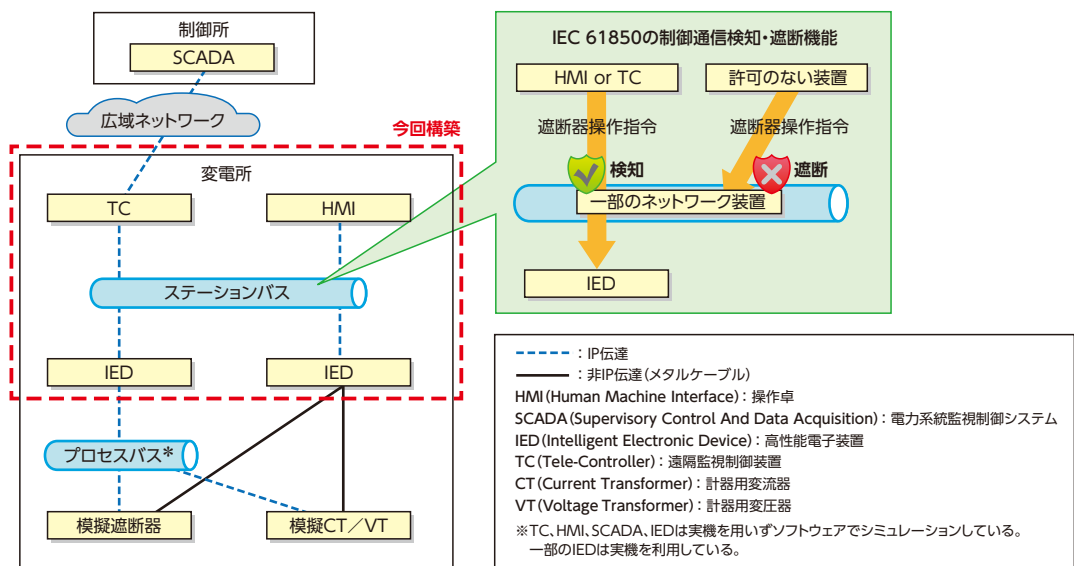 制御所
SCADA
広域ネットワーク
今回構築
変電所
TC
HMI
ステーションバス
IED
IED
プロセスバス*
模擬遮断器
模擬CT/VT
IEC 61850の制御通信検知・遮断機能
HMI or TC
許可のない装置
遮断器操作指令
遮断器操作指令
検知
遮断
一部のネットワーク装置
IED
:IP伝達
:非IP伝達(メタルケーブル)
HMI(Human Machine Interface):操作卓
SCADA(Supervisory Control And Data Acquisition):電力系統監視制御システム
IED(Intelligent Electronic Device):高性能電子装置
TC(Tele-Controller):遠隔監視制御装置
CT(Current Transformer):計器用変流器
VT(Voltage Transformer):計器用変圧器
※TC、HMI、SCADA、IEDは実機を用いずソフトウェアでシミュレーションしている。
一部のIEDは実機を利用している。